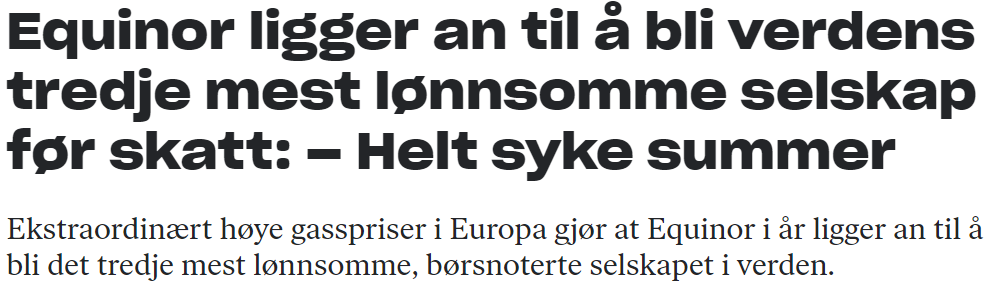 Equinor ligger an til å bli verdens
tredje mest lønnsomme selskap
før skatt: – Helt syke summer
Ekstraordinært høye gasspriser i Europa gjør at Equinor i år ligger an til å
bli det tredje mest lønnsomme, børsnoterte selskapet i verden.